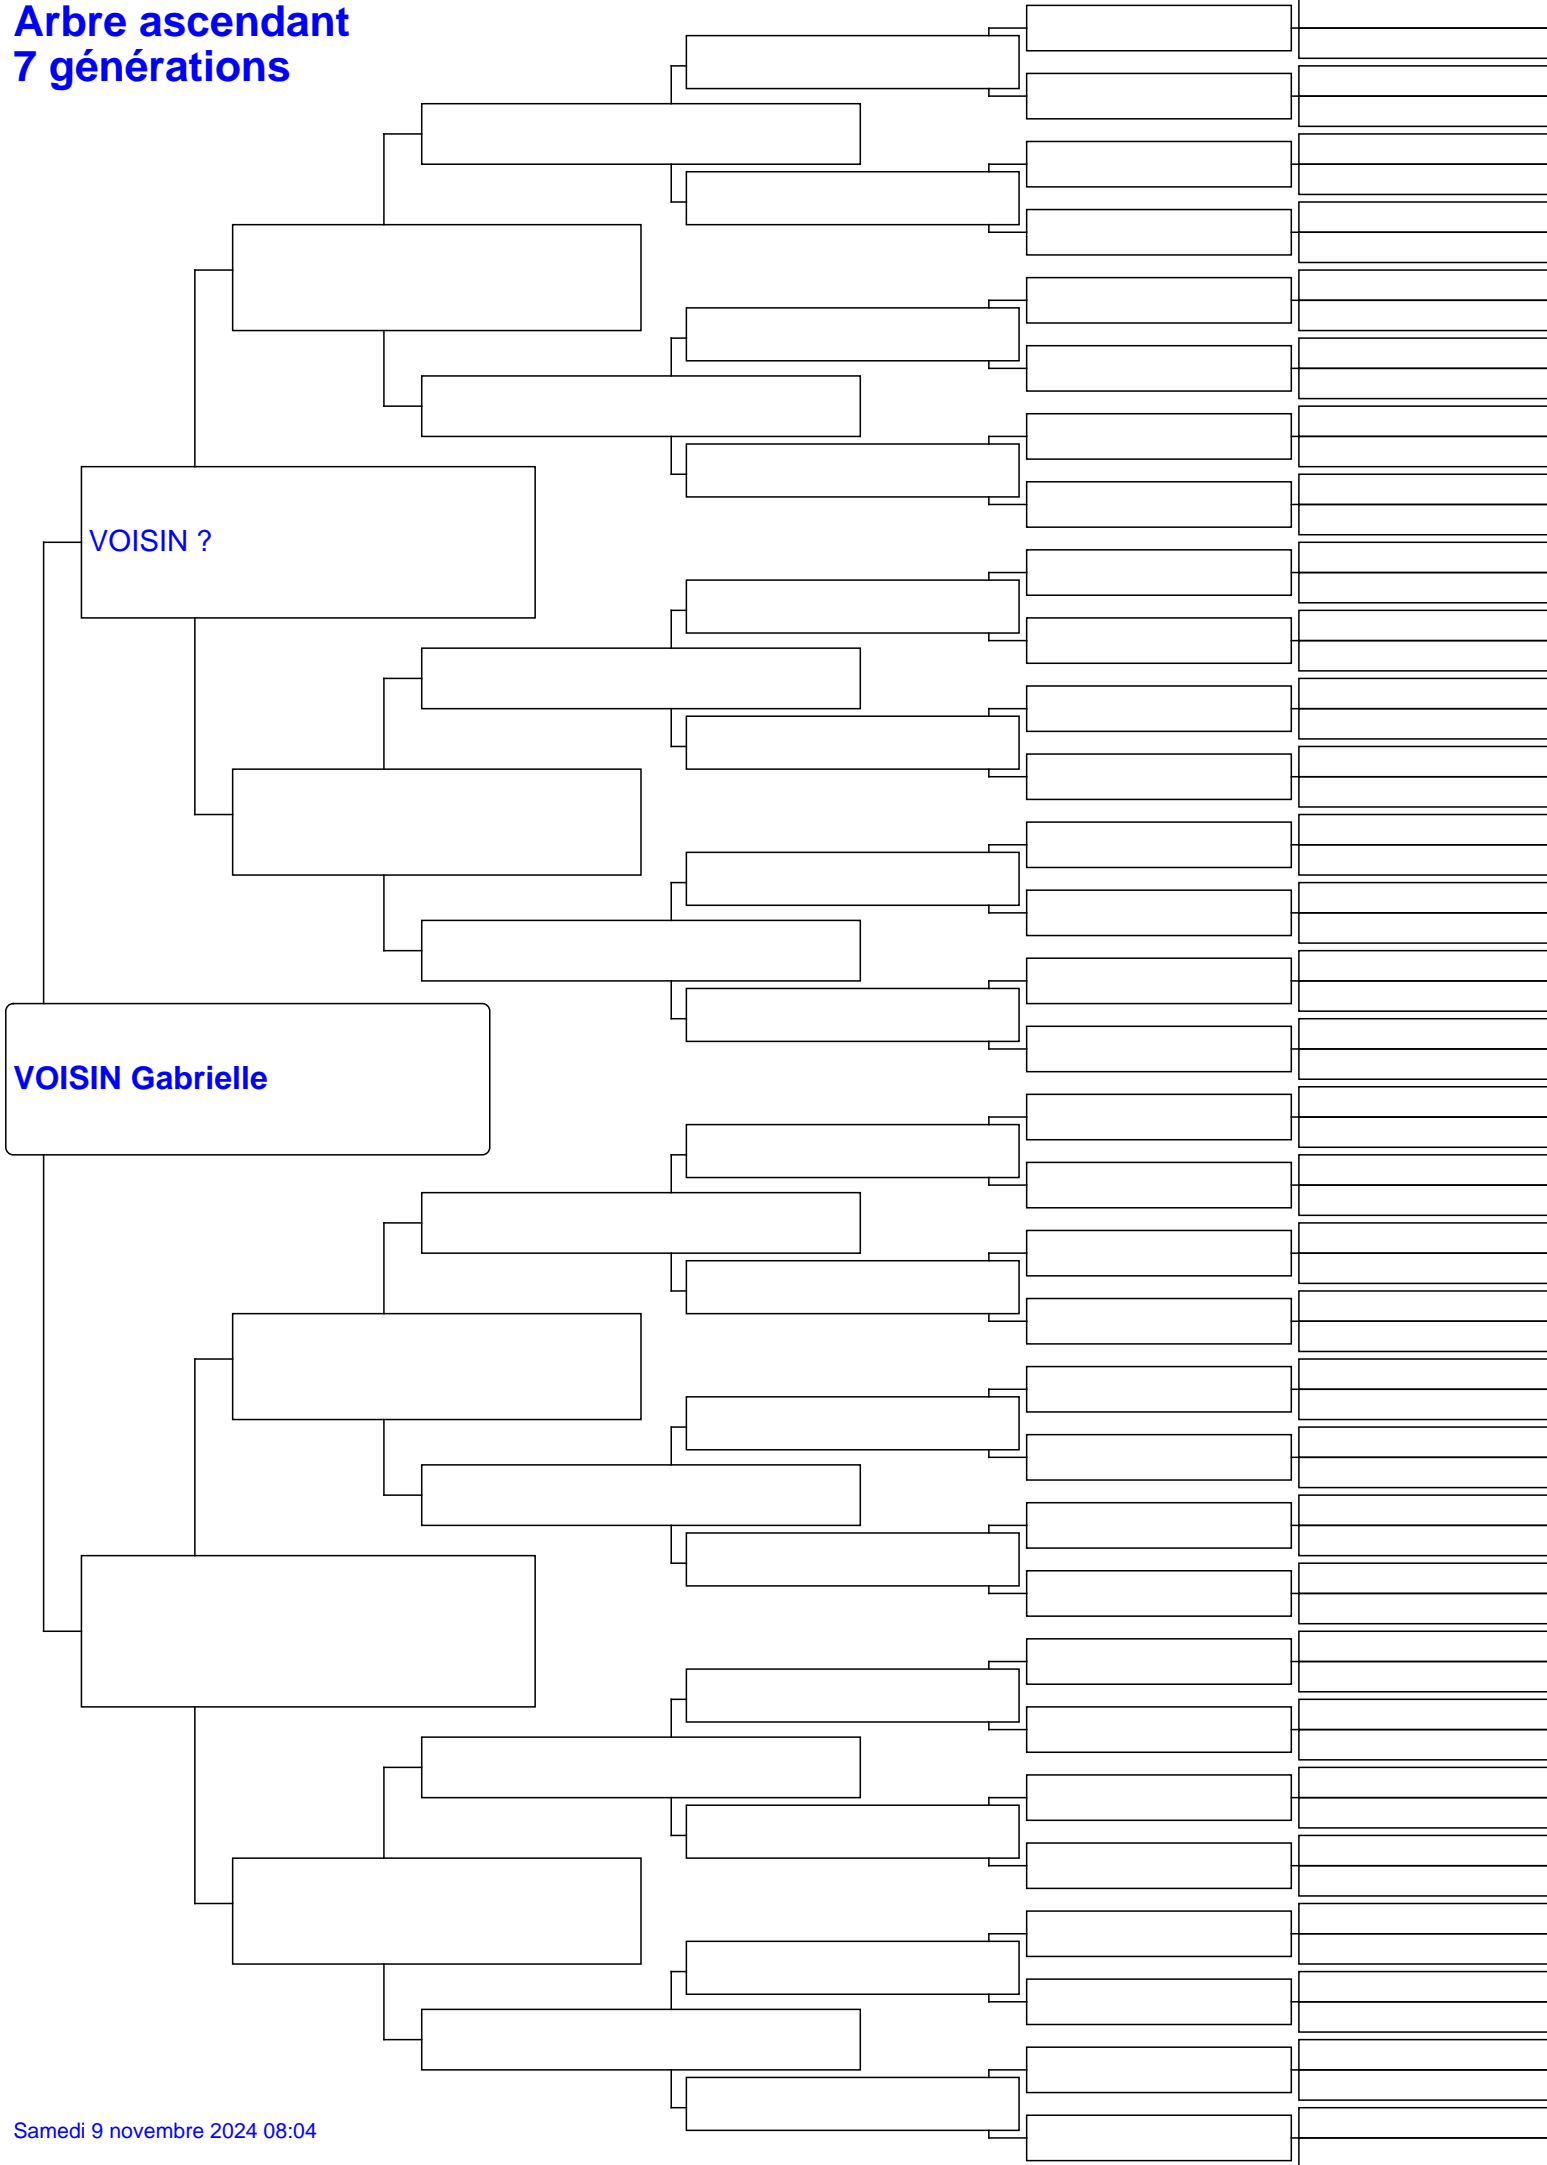 Arbre ascendant
7 générations
VOISIN ?
VOISIN Gabrielle
Samedi 9 novembre 2024 08:04